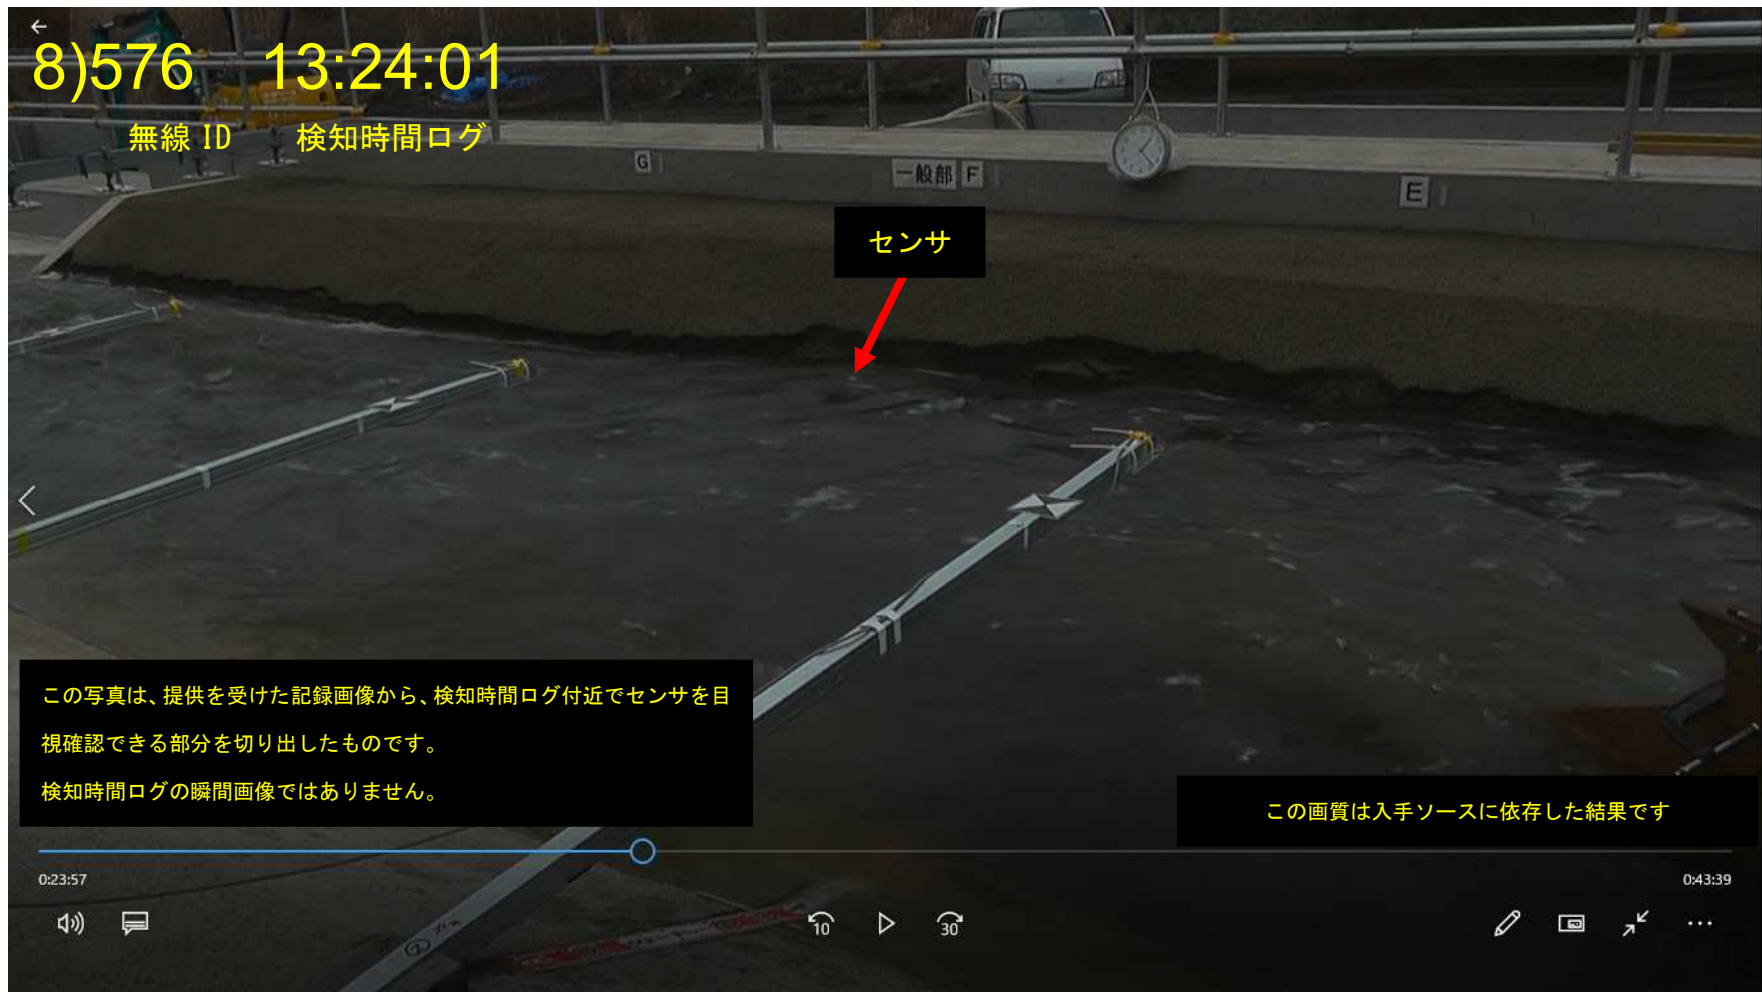 8)576 13:24:01
無線 ID 検知時間ログ
G
一般部 F
E
センサ
この写真は、提供を受けた記録画像から、検知時間ログ付近でセンサを目
視確認できる部分を切り出したものです。
検知時間ログの瞬間画像ではありません。
この画質は入手ソースに依存した結果です
0:23:57
0:43:39
10
30